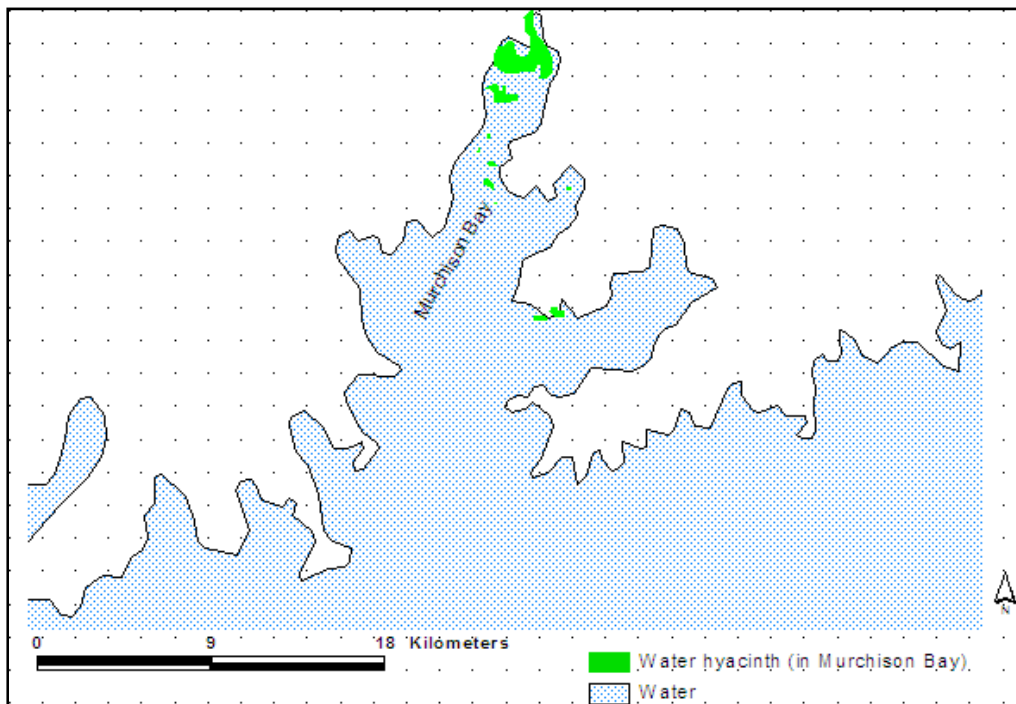 Murchison Bay
0 9 18 Kilometers
N
Water hyacinth (in Murchison Bay)
Water